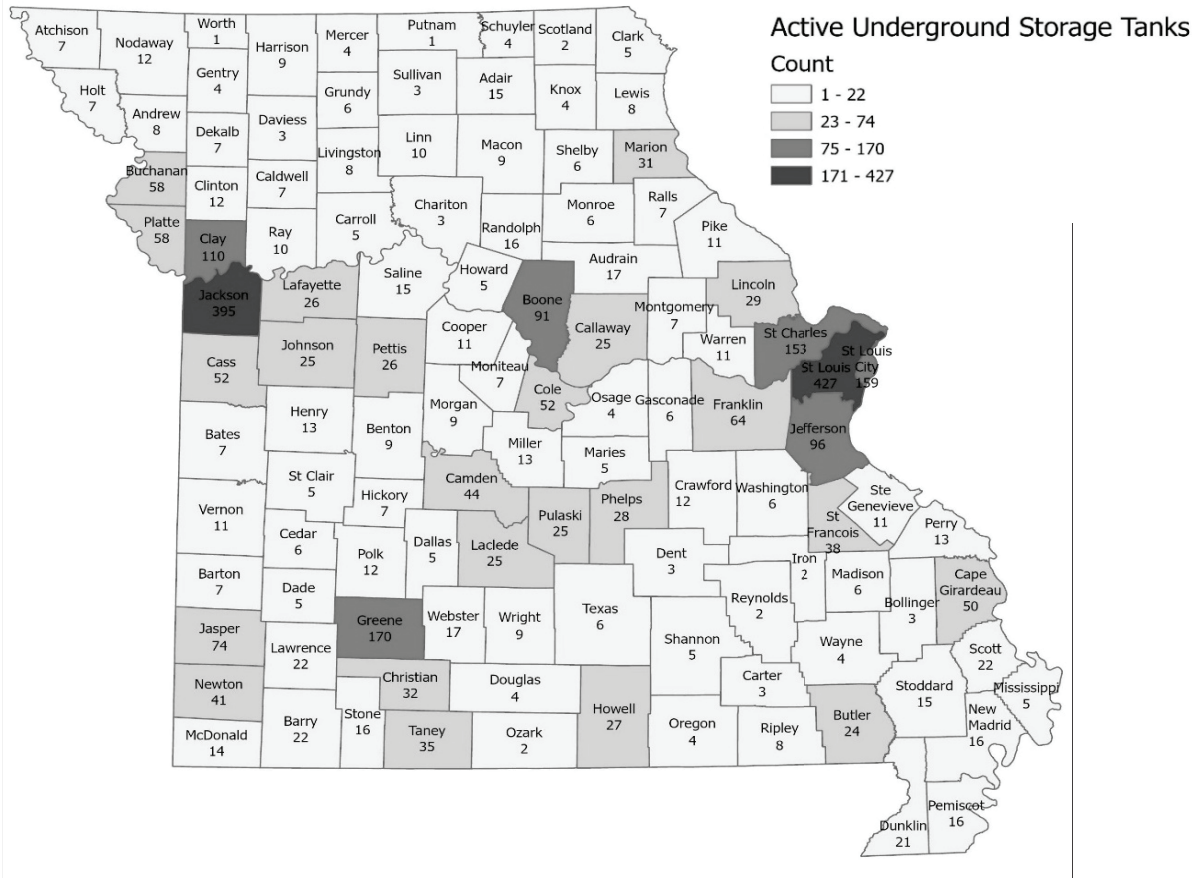 Active Underground Storage Tanks
Count
1 - 22
23 - 74
75 - 170
171 - 427
Atchison
7
Nodaway
12
Worth
1
Harrison
9
Mercer
4
Putnam
1
Schuyler
4
Scotland
2
Clark
5
Holt
7
Gentry
4
Grundy
6
Sullivan
3
Adair
15
Knox
4
Lewis
8
Andrew
8
Dekalb
7
Daviess
3
Livingston
8
Linn
10
Macon
9
Shelby
6
Marion
31
Buchanan
58
Clinton
12
Caldwell
7
Platte
58
Clay
110
Ray
10
Carroll
5
Chariton
3
Randolph
16
Monroe
6
Ralls
7
Pike
11
Audrain
17
Jackson
395
Lafayette
26
Saline
15
Howard
5
Boone
91
Callaway
25
Montgomery
7
Lincoln
29
Warren
11
St Charles
153
St Louis
City
159
St Louis
427
Cass
52
Johnson
25
Pettis
26
Cooper
11
Moniteau
7
Cole
52
Osage
4
Gasconade
6
Franklin
64
Jefferson
96
Bates
7
Henry
13
Benton
9
Morgan
9
Miller
13
Maries
5
St Clair
5
Hickory
7
Camden
44
Pulaski
25
Phelps
28
Crawford
12
Washington
6
St
Francois
38
Ste
Genevieve
11
Perry
13
Vernon
11
Cedar
6
Polk
12
Dallas
5
Laclede
25
Dent
3
Iron
2
Madison
6
Bollinger
3
Cape
Girardeau
50
Barton
7
Dade
5
Greene
170
Webster
17
Wright
9
Texas
6
Shannon
5
Reynolds
2
Wayne
4
Jasper
74
Lawrence
22
Christian
32
Douglas
4
Howell
27
Carter
3
Scott
22
Mississippi
5
Stoddard
15
New
Madrid
16
Newton
41
McDonald
14
Barry
22
Stone
16
Taney
35
Ozark
2
Oregon
4
Ripley
8
Butler
24
Dunklin
21
Pemiscot
16